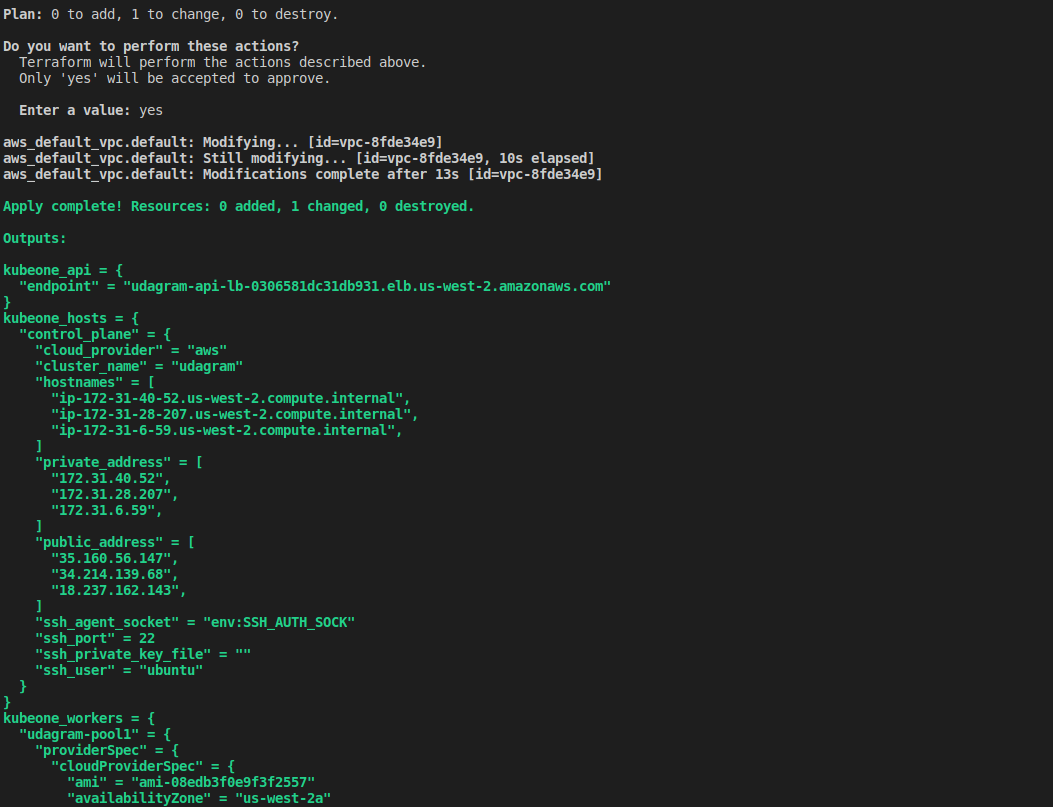 Plan: 0 to add, 1 to change, 0 to destroy.
Do you want to perform these actions?
Terraform will perform the actions described above.
Only 'yes' will be accepted to approve.
Enter a value: yes
aws_default_vpc.default: Modifying... [id=vpc-8fde34e9]
aws_default_vpc.default: Still modifying... [id=vpc-8fde34e9, 10s elapsed]
aws_default_vpc.default: Modifications complete after 13s [id=vpc-8fde34e9]
Apply complete! Resources: 0 added, 1 changed, 0 destroyed.
Outputs:
kubeone_api = {
  "endpoint" = "udagram-api-lb-0306581dc31db931.elb.us-west-2.amazonaws.com"
}
kubeone_hosts = {
  "control_plane" = {
    "cloud_provider" = "aws"
    "cluster_name" = "udagram"
    "hostnames" = [
      "ip-172-31-40-52.us-west-2.compute.internal",
      "ip-172-31-28-207.us-west-2.compute.internal",
      "ip-172-31-6-59.us-west-2.compute.internal",
    ]
    "private_address" = [
      "172.31.40.52",
      "172.31.28.207",
      "172.31.6.59",
    ]
    "public_address" = [
      "35.160.56.147",
      "34.214.139.68",
      "18.237.162.143",
    ]
    "ssh_agent_socket" = "env:SSH_AUTH_SOCK"
    "ssh_port" = 22
    "ssh_private_key_file" = ""
    "ssh_user" = "ubuntu"
  }
}
kubeone_workers = {
  "udagram-pool1" = {
    "providerSpec" = {
      "cloudProviderSpec" = {
        "ami" = "ami-08edb3f0e9f3f2557"
        "availabilityZone" = "us-west-2a"